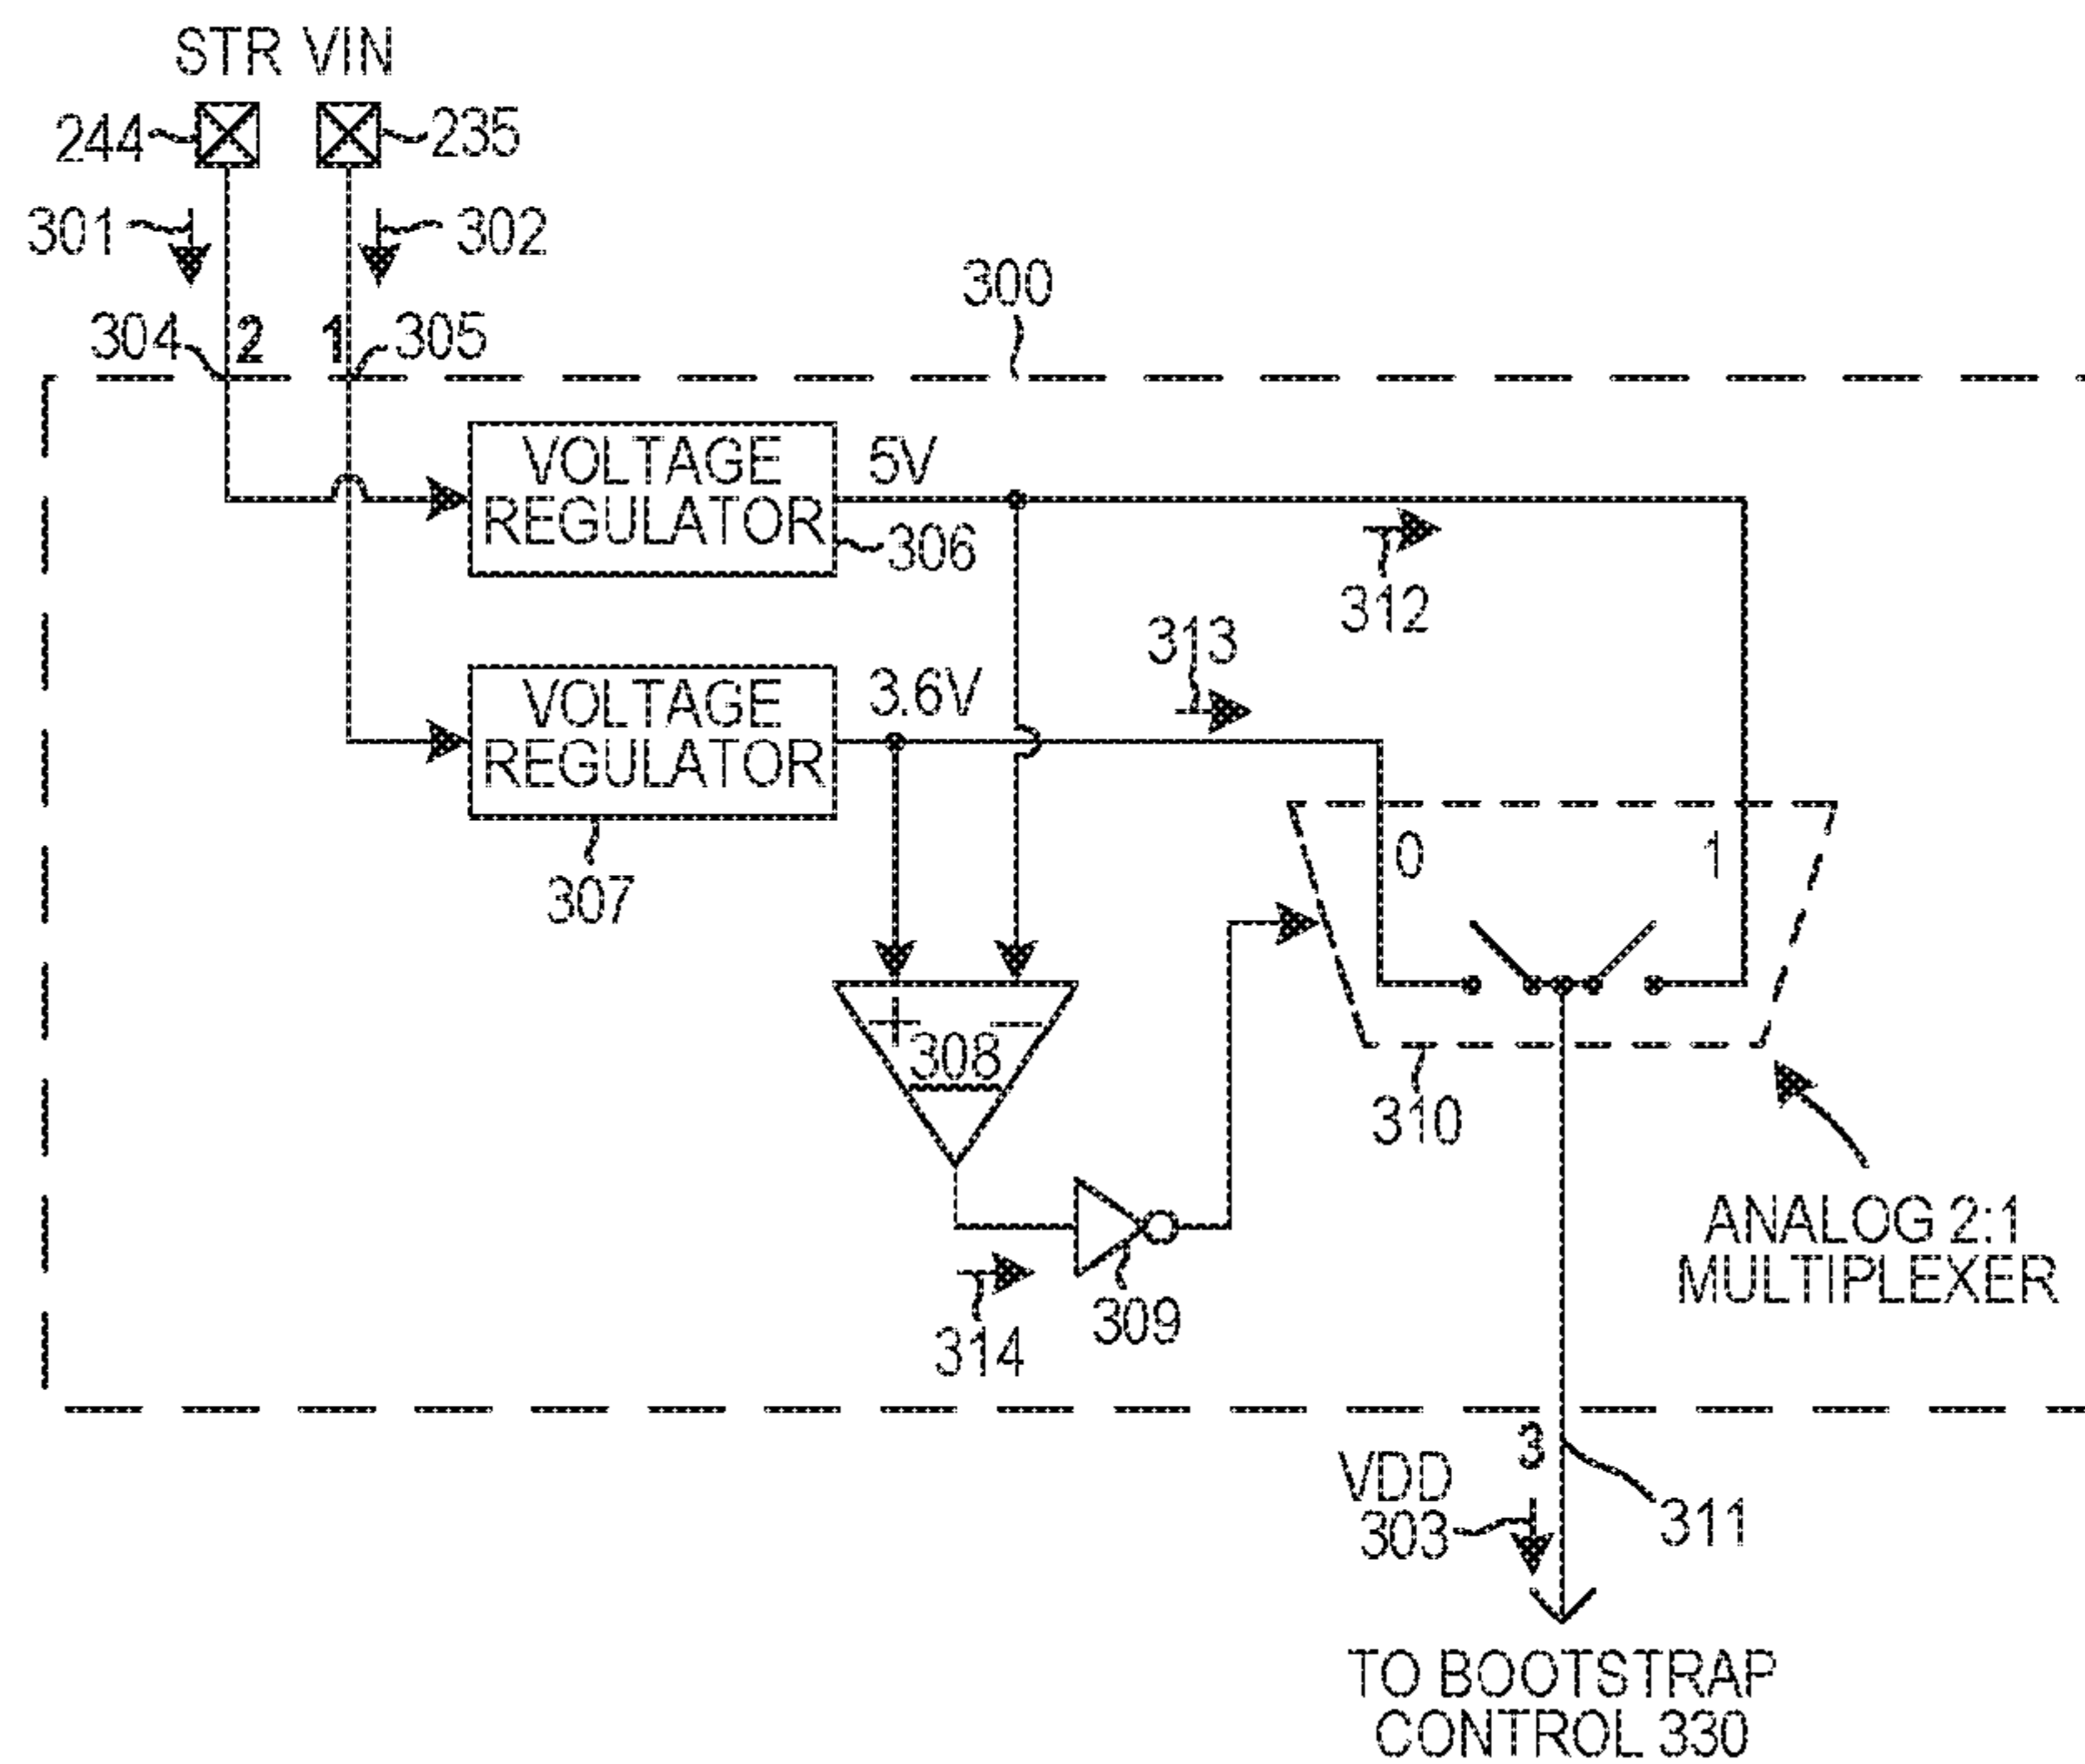 STR VIN
244
235
301
302
300
304
2
1
305
VOLTAGE
REGULATOR
5V
306
312
313
VOLTAGE
REGULATOR
3.6V
307
0
1
+
−
308
310
ANALOG 2:1
MULTIPLEXER
314
309
3
VDD
303
311
TO BOOTSTRAP
CONTROL 330